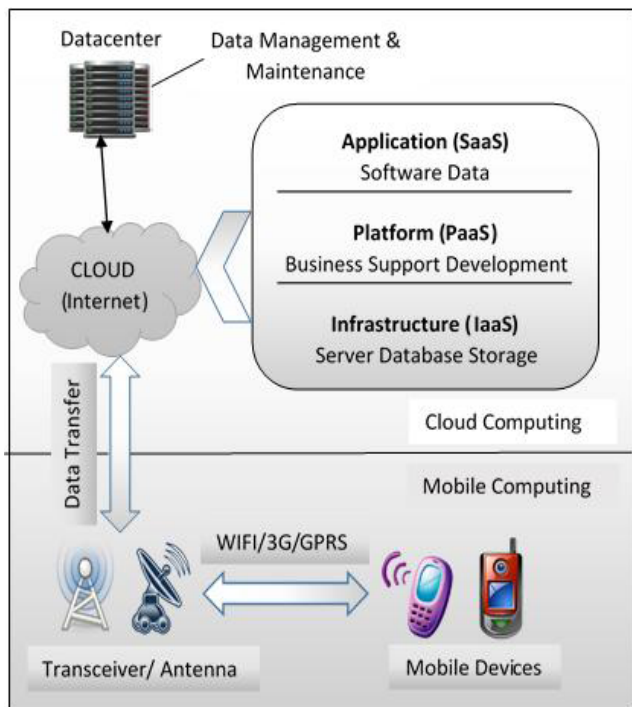 Datacenter
Data Management &
Maintenance
Application (SaaS)
Software Data
Platform (PaaS)
Business Support Development
Infrastructure (IaaS)
Server Database Storage
CLOUD
(Internet)
Data Transfer
Cloud Computing
Mobile Computing
WIFI/3G/GPRS
Transceiver/ Antenna
Mobile Devices